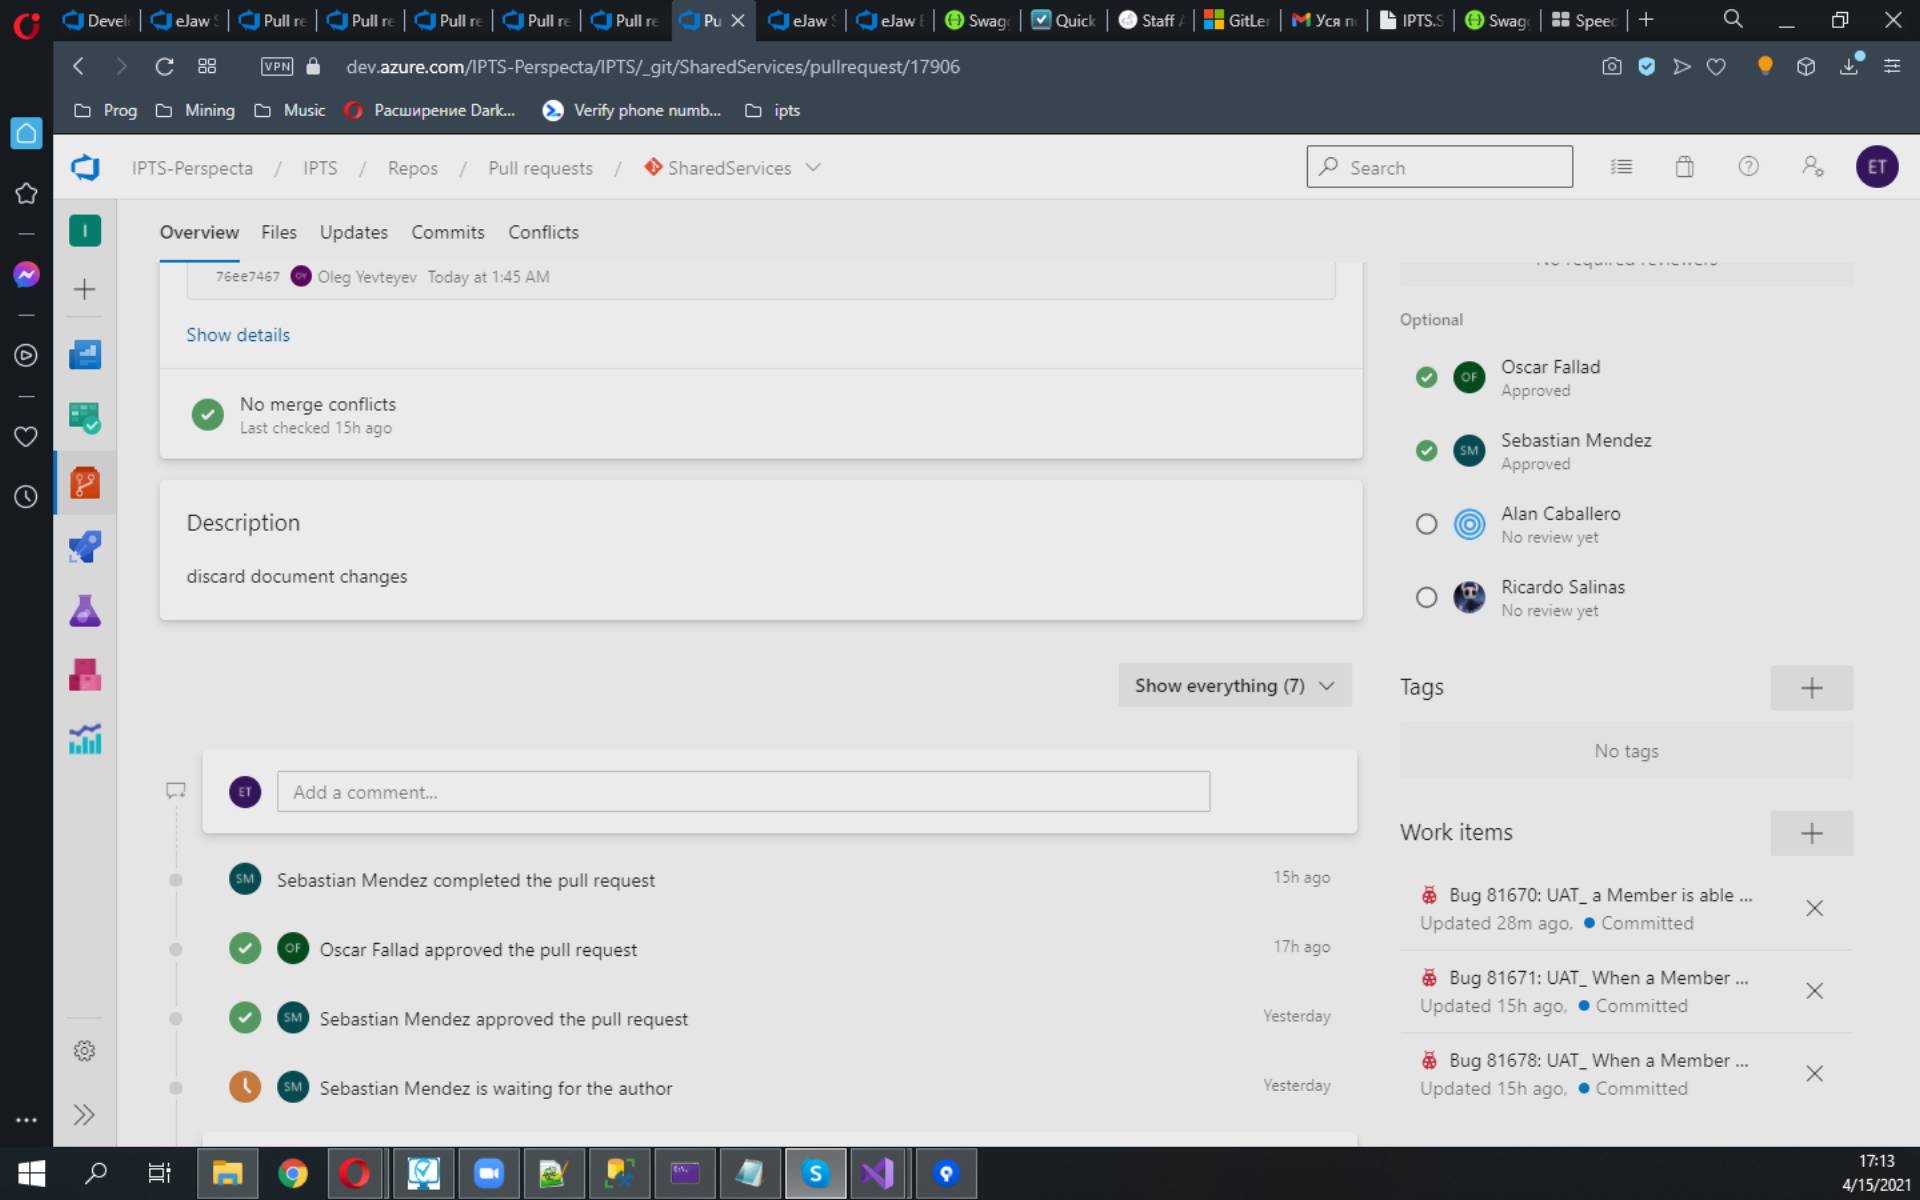 Devel
eJaw S
Pull re
Pull re
Pull re
Pull re
Pull re
Pu
eJaw S
eJaw E
Swagg
Quick
Staff A
GitLer
Уся п
IPTS.S
Swagg
Speec
VPN
dev.azure.com/IPTS-Perspecta/IPTS/_git/SharedServices/pullrequest/17906
Prog
Mining
Music
Расширение Dark...
Verify phone numb...
ipts
IPTS-Perspecta / IPTS / Repos / Pull requests / SharedServices
Search
ET
I
Overview Files Updates Commits Conflicts
76ee7467 OY Oleg Yevteyev Today at 1:45 AM
Show details
No merge conflicts
Last checked 15h ago
Description
discard document changes
Show everything (7)
ET
Add a comment...
SM Sebastian Mendez completed the pull request 15h ago
OF Oscar Fallad approved the pull request 17h ago
SM Sebastian Mendez approved the pull request Yesterday
SM Sebastian Mendez is waiting for the author Yesterday
No required reviewers
Optional
OF Oscar Fallad
Approved
SM Sebastian Mendez
Approved
Alan Caballero
No review yet
Ricardo Salinas
No review yet
Tags
No tags
Work items
Bug 81670: UAT_ a Member is able ...
Updated 28m ago, Committed
Bug 81671: UAT_ When a Member ...
Updated 15h ago, Committed
Bug 81678: UAT_ When a Member ...
Updated 15h ago, Committed
17:13
4/15/2021